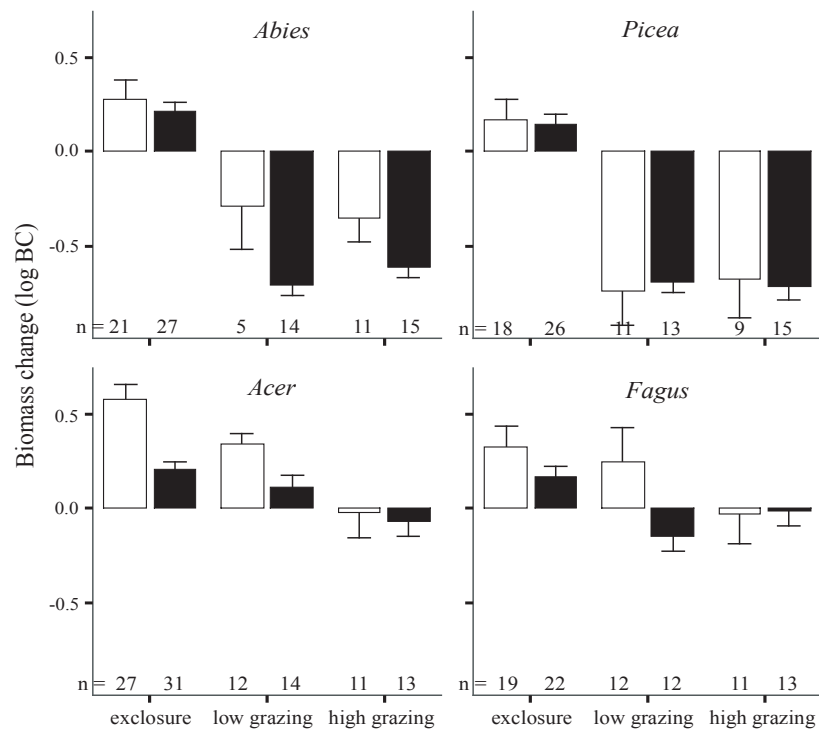 Abies
Picea
0.5
0.0
-0.5
n = 21 27 5 14 11 15
n = 18 26 11 13 9 15
Biomass change (log BC)
Acer
Fagus
0.5
0.0
-0.5
n = 27 31 12 14 11 13
n = 19 22 12 12 11 13
exclosure low grazing high grazing
exclosure low grazing high grazing